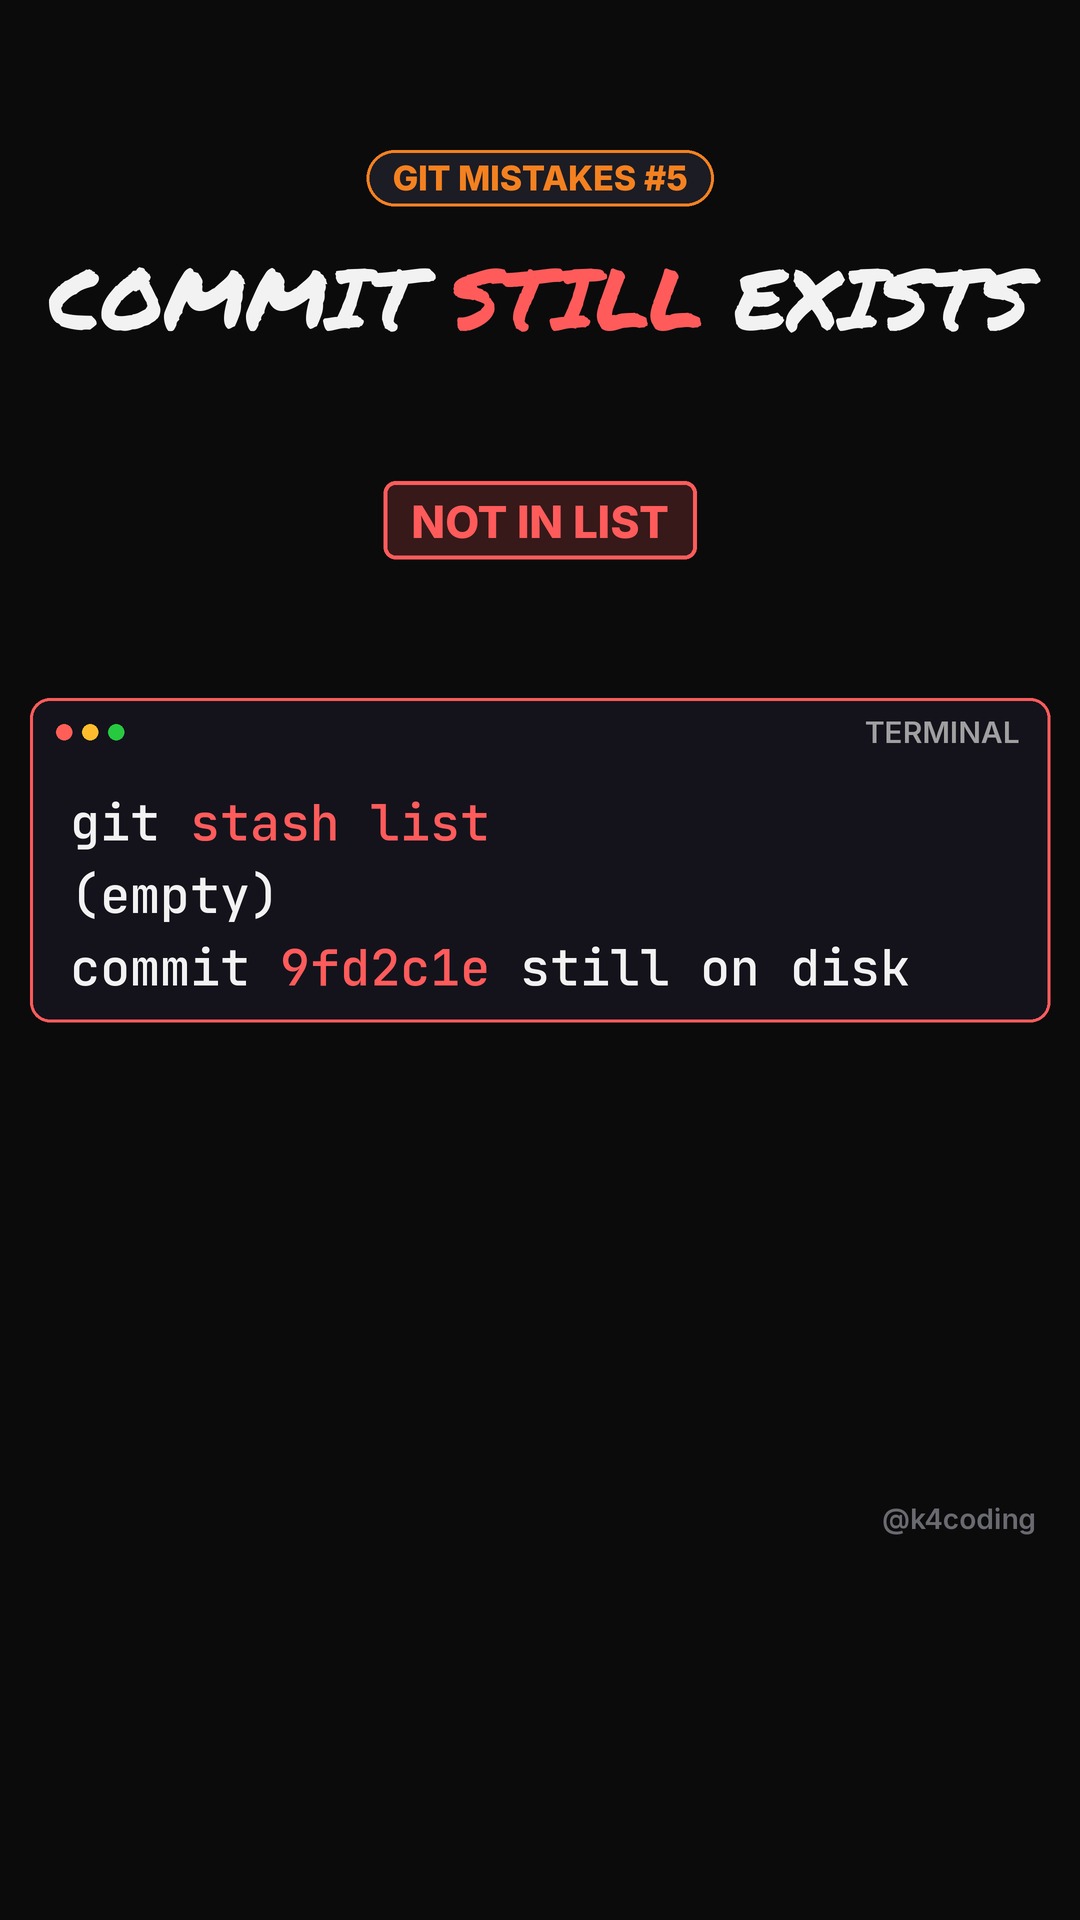 GIT MISTAKES #5
COMMIT STILL EXISTS
NOT IN LIST
TERMINAL
git stash list
(empty)
commit 9fd2c1e still on disk
@k4coding